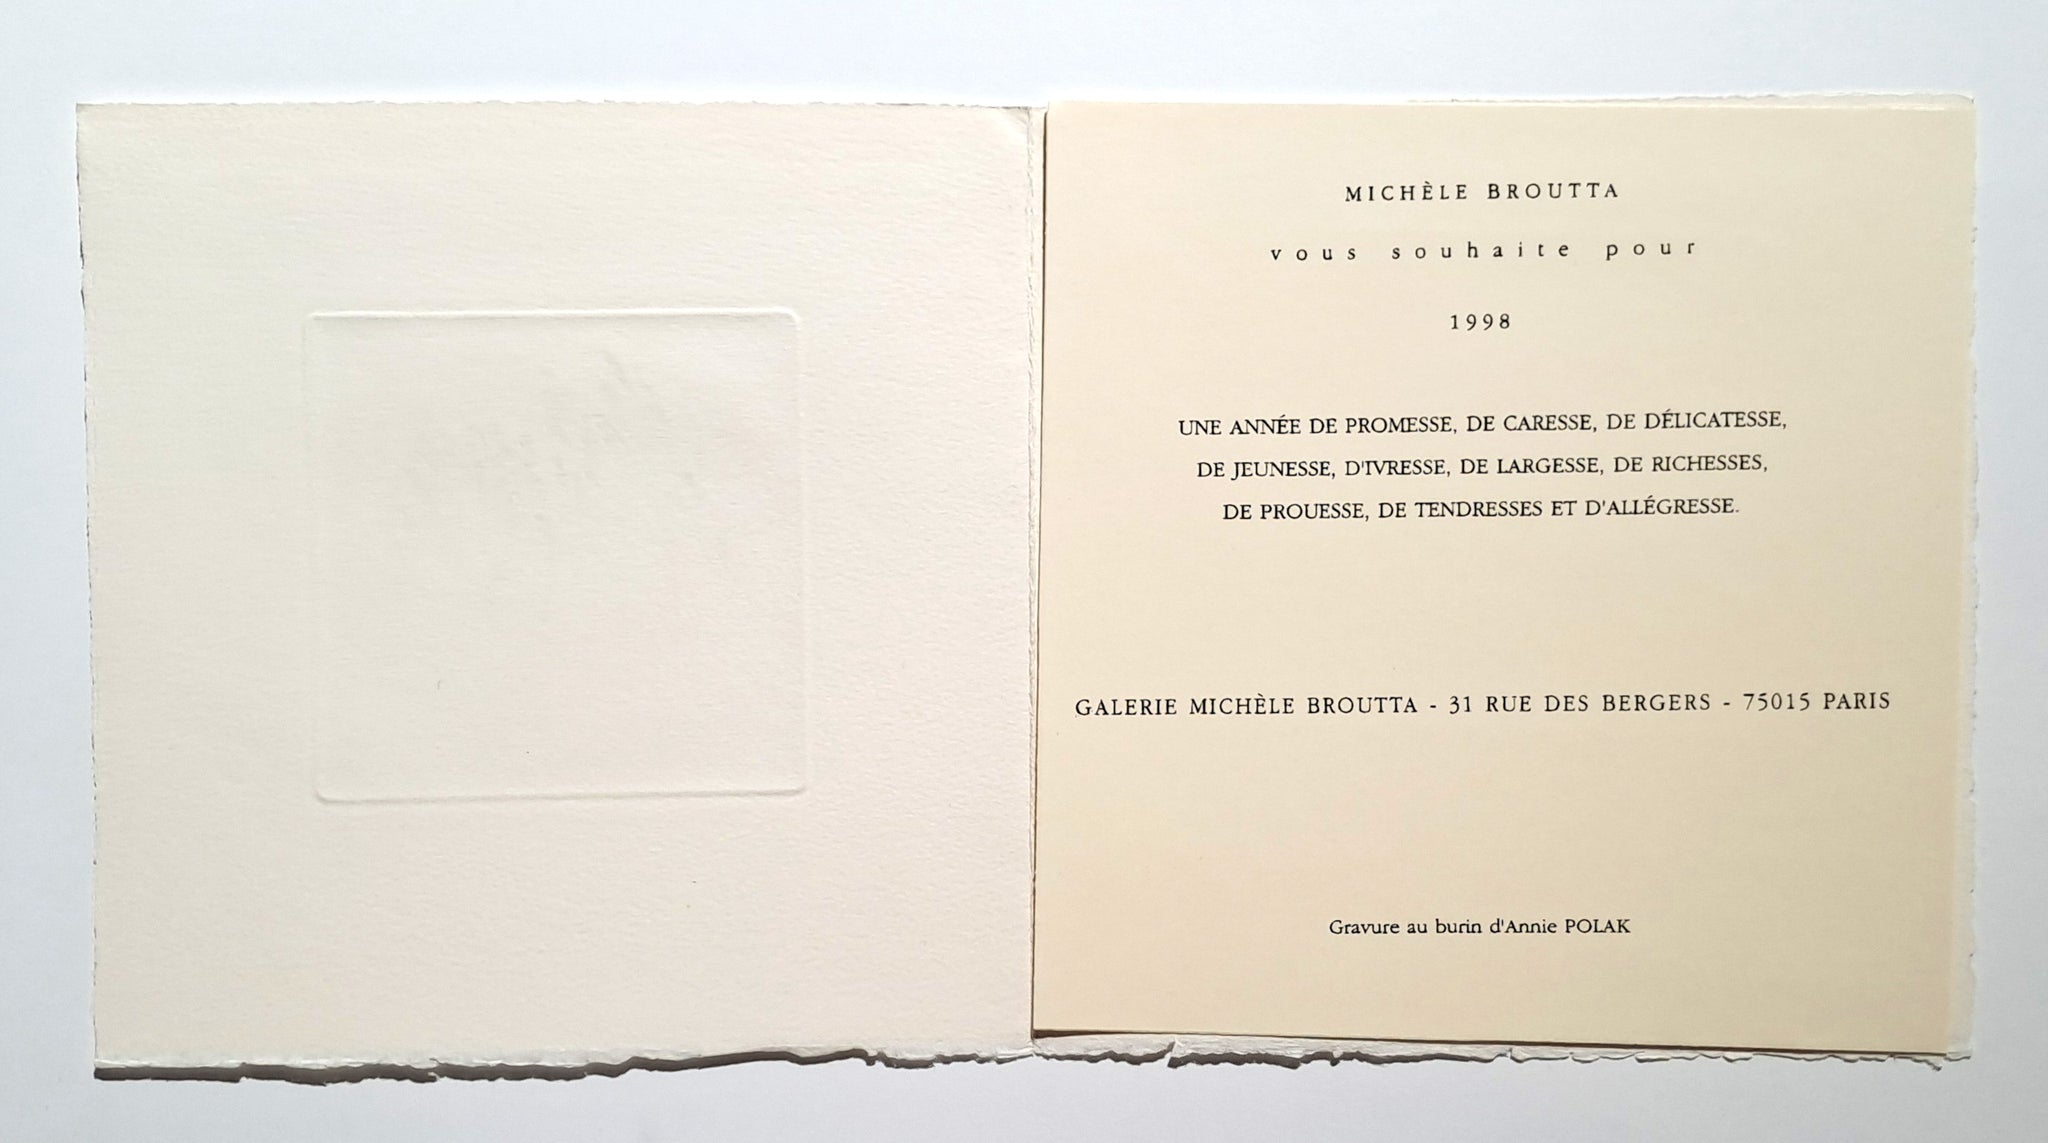 MICHÈLE BROUTTA
vous souhaite pour
1998
UNE ANNÉE DE PROMESSE, DE CARESSE, DE DÉLICATESSE,
DE JEUNESSE, D'IVRESSE, DE LARGESSE, DE RICHESSES,
DE PROUESSE, DE TENDRESSES ET D'ALLÉGRESSE.
GALERIE MICHÈLE BROUTTA - 31 RUE DES BERGERS - 75015 PARIS
Gravure au burin d'Annie POLAK